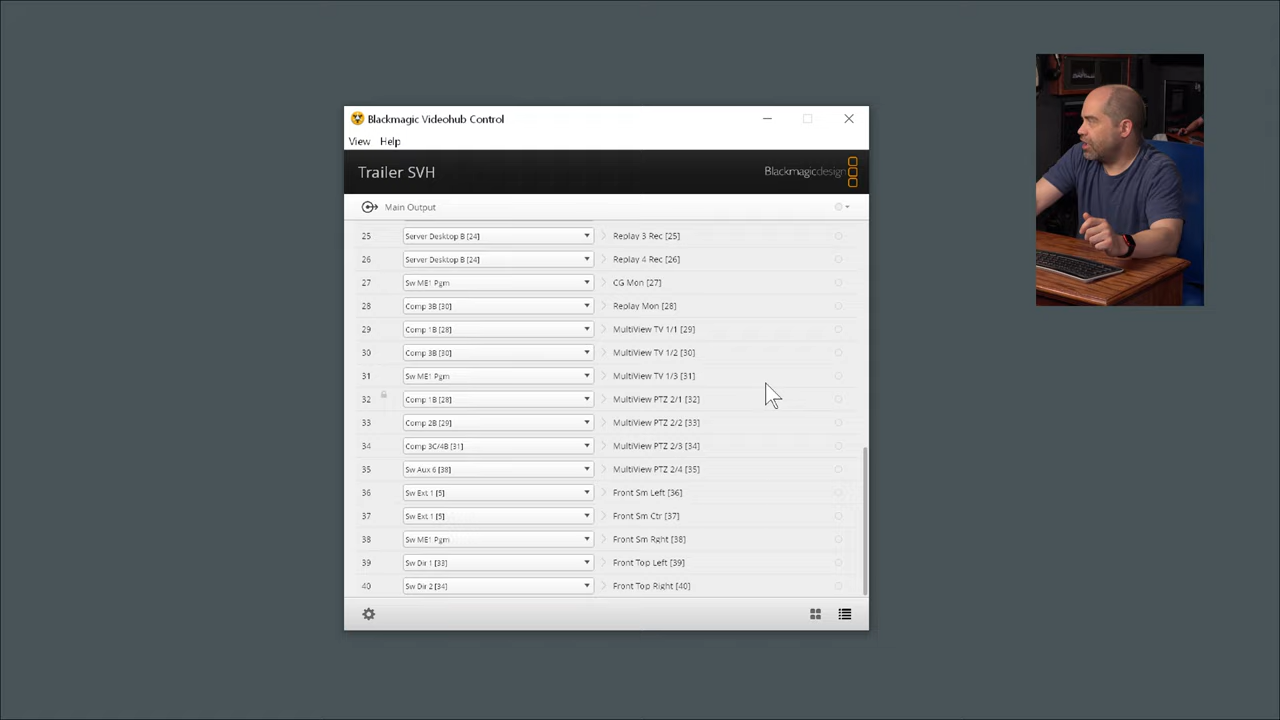 Blackmagic Videohub Control
View Help
Trailer SVH Blackmagicdesign
Main Output
25 Server Desktop B [24] Replay 3 Rec [25]
26 Server Desktop B [24] Replay 4 Rec [26]
27 Sw ME1 Pgm CG Mon [27]
28 Comp 3B [30] Replay Mon [28]
29 Comp 1B [28] MultiView TV 1/1 [29]
30 Comp 3B [30] MultiView TV 1/2 [30]
31 Sw ME1 Pgm MultiView TV 1/3 [31]
32 Comp 1B [28] MultiView PTZ 2/1 [32]
33 Comp 2B [29] MultiView PTZ 2/2 [33]
34 Comp 3C/4B [31] MultiView PTZ 2/3 [34]
35 Sw Aux 6 [38] MultiView PTZ 2/4 [35]
36 Sw Ext 1 [5] Front Sm Left [36]
37 Sw Ext 1 [5] Front Sm Ctr [37]
38 Sw ME1 Pgm Front Sm Rght [38]
39 Sw Dir 1 [33] Front Top Left [39]
40 Sw Dir 2 [34] Front Top Right [40]